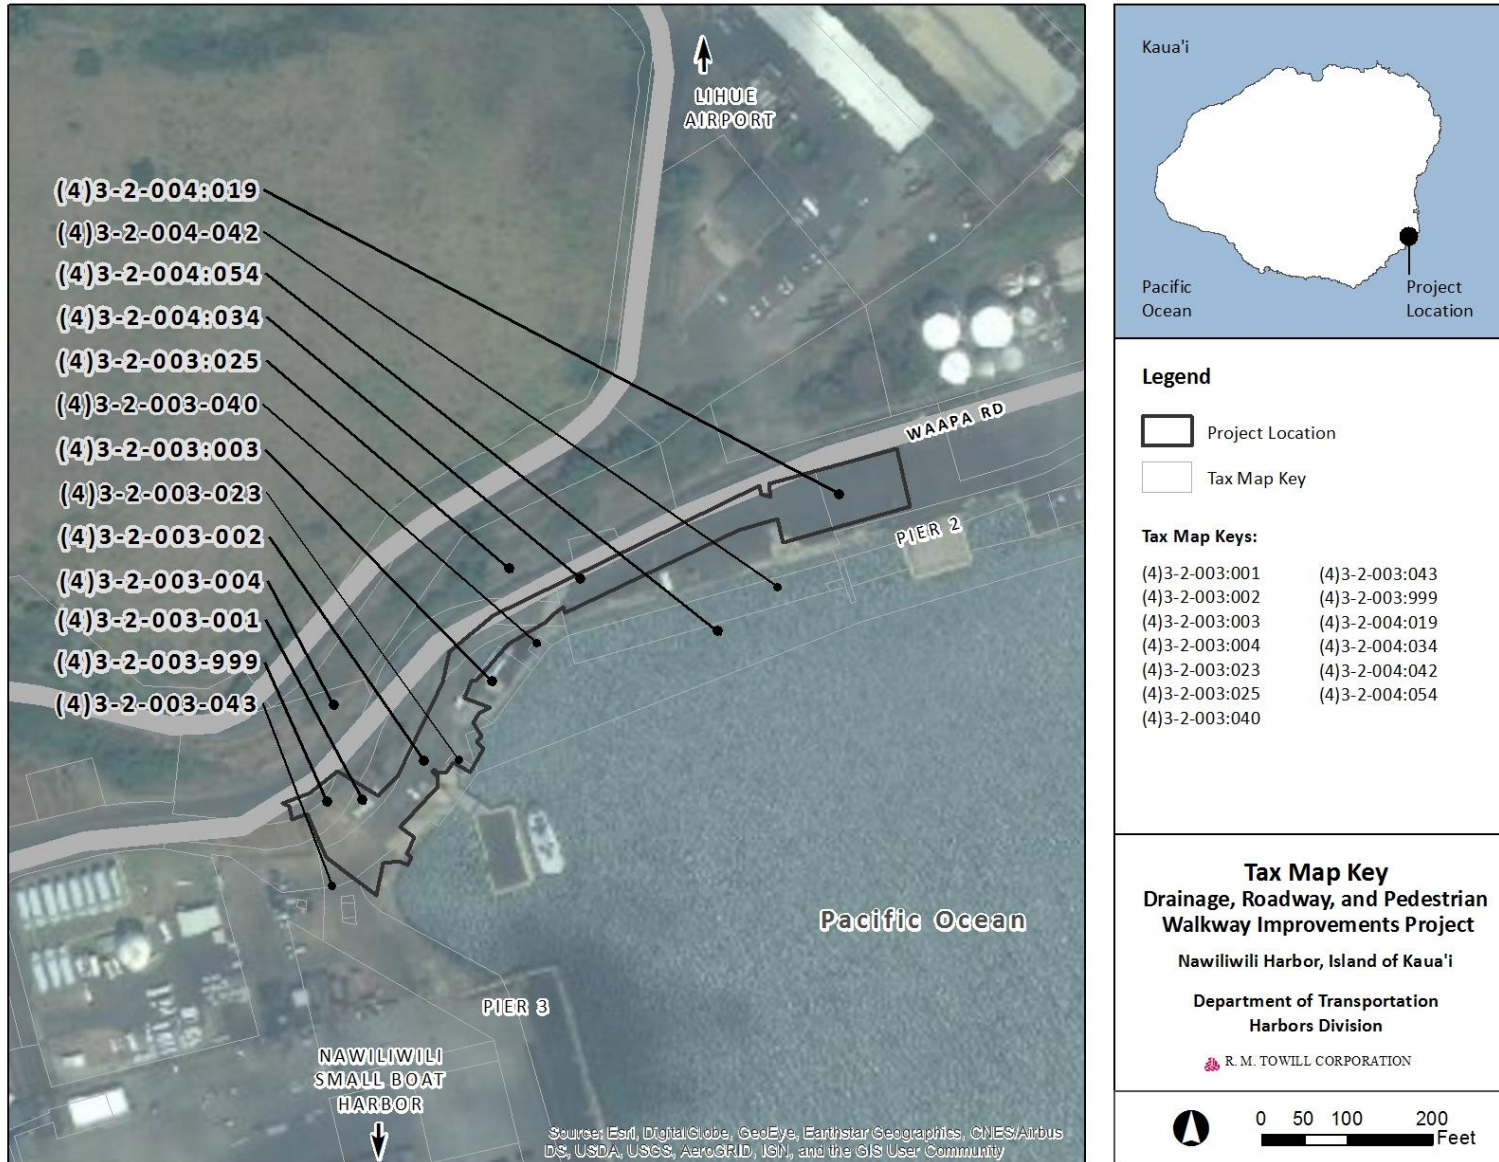 LIHUE
AIRPORT
(4)3-2-004:019
(4)3-2-004-042
(4)3-2-004:054
(4)3-2-004:034
(4)3-2-003:025
(4)3-2-003-040
(4)3-2-003:003
(4)3-2-003-023
(4)3-2-003-002
(4)3-2-003-004
(4)3-2-003-001
(4)3-2-003-999
(4)3-2-003-043
WAAPA RD
PIER 2
Pacific Ocean
PIER 3
NAWILIWILI
SMALL BOAT
HARBOR
Source: Esri, DigitalGlobe, GeoEye, Earthstar Geographics, CNES/Airbus
DS, USDA, USGS, AeroGRID, IGN, and the GIS User Community
Kaua'i
Pacific
Ocean
Project
Location
Legend
Project Location
Tax Map Key
Tax Map Keys:
(4)3-2-003:001
(4)3-2-003:002
(4)3-2-003:003
(4)3-2-003:004
(4)3-2-003:023
(4)3-2-003:025
(4)3-2-003:040
(4)3-2-003:043
(4)3-2-003:999
(4)3-2-004:019
(4)3-2-004:034
(4)3-2-004:042
(4)3-2-004:054
Tax Map Key
Drainage, Roadway, and Pedestrian
Walkway Improvements Project
Nawiliwili Harbor, Island of Kaua'i
Department of Transportation
Harbors Division
R. M. TOWILL CORPORATION
0 50 100 200
Feet